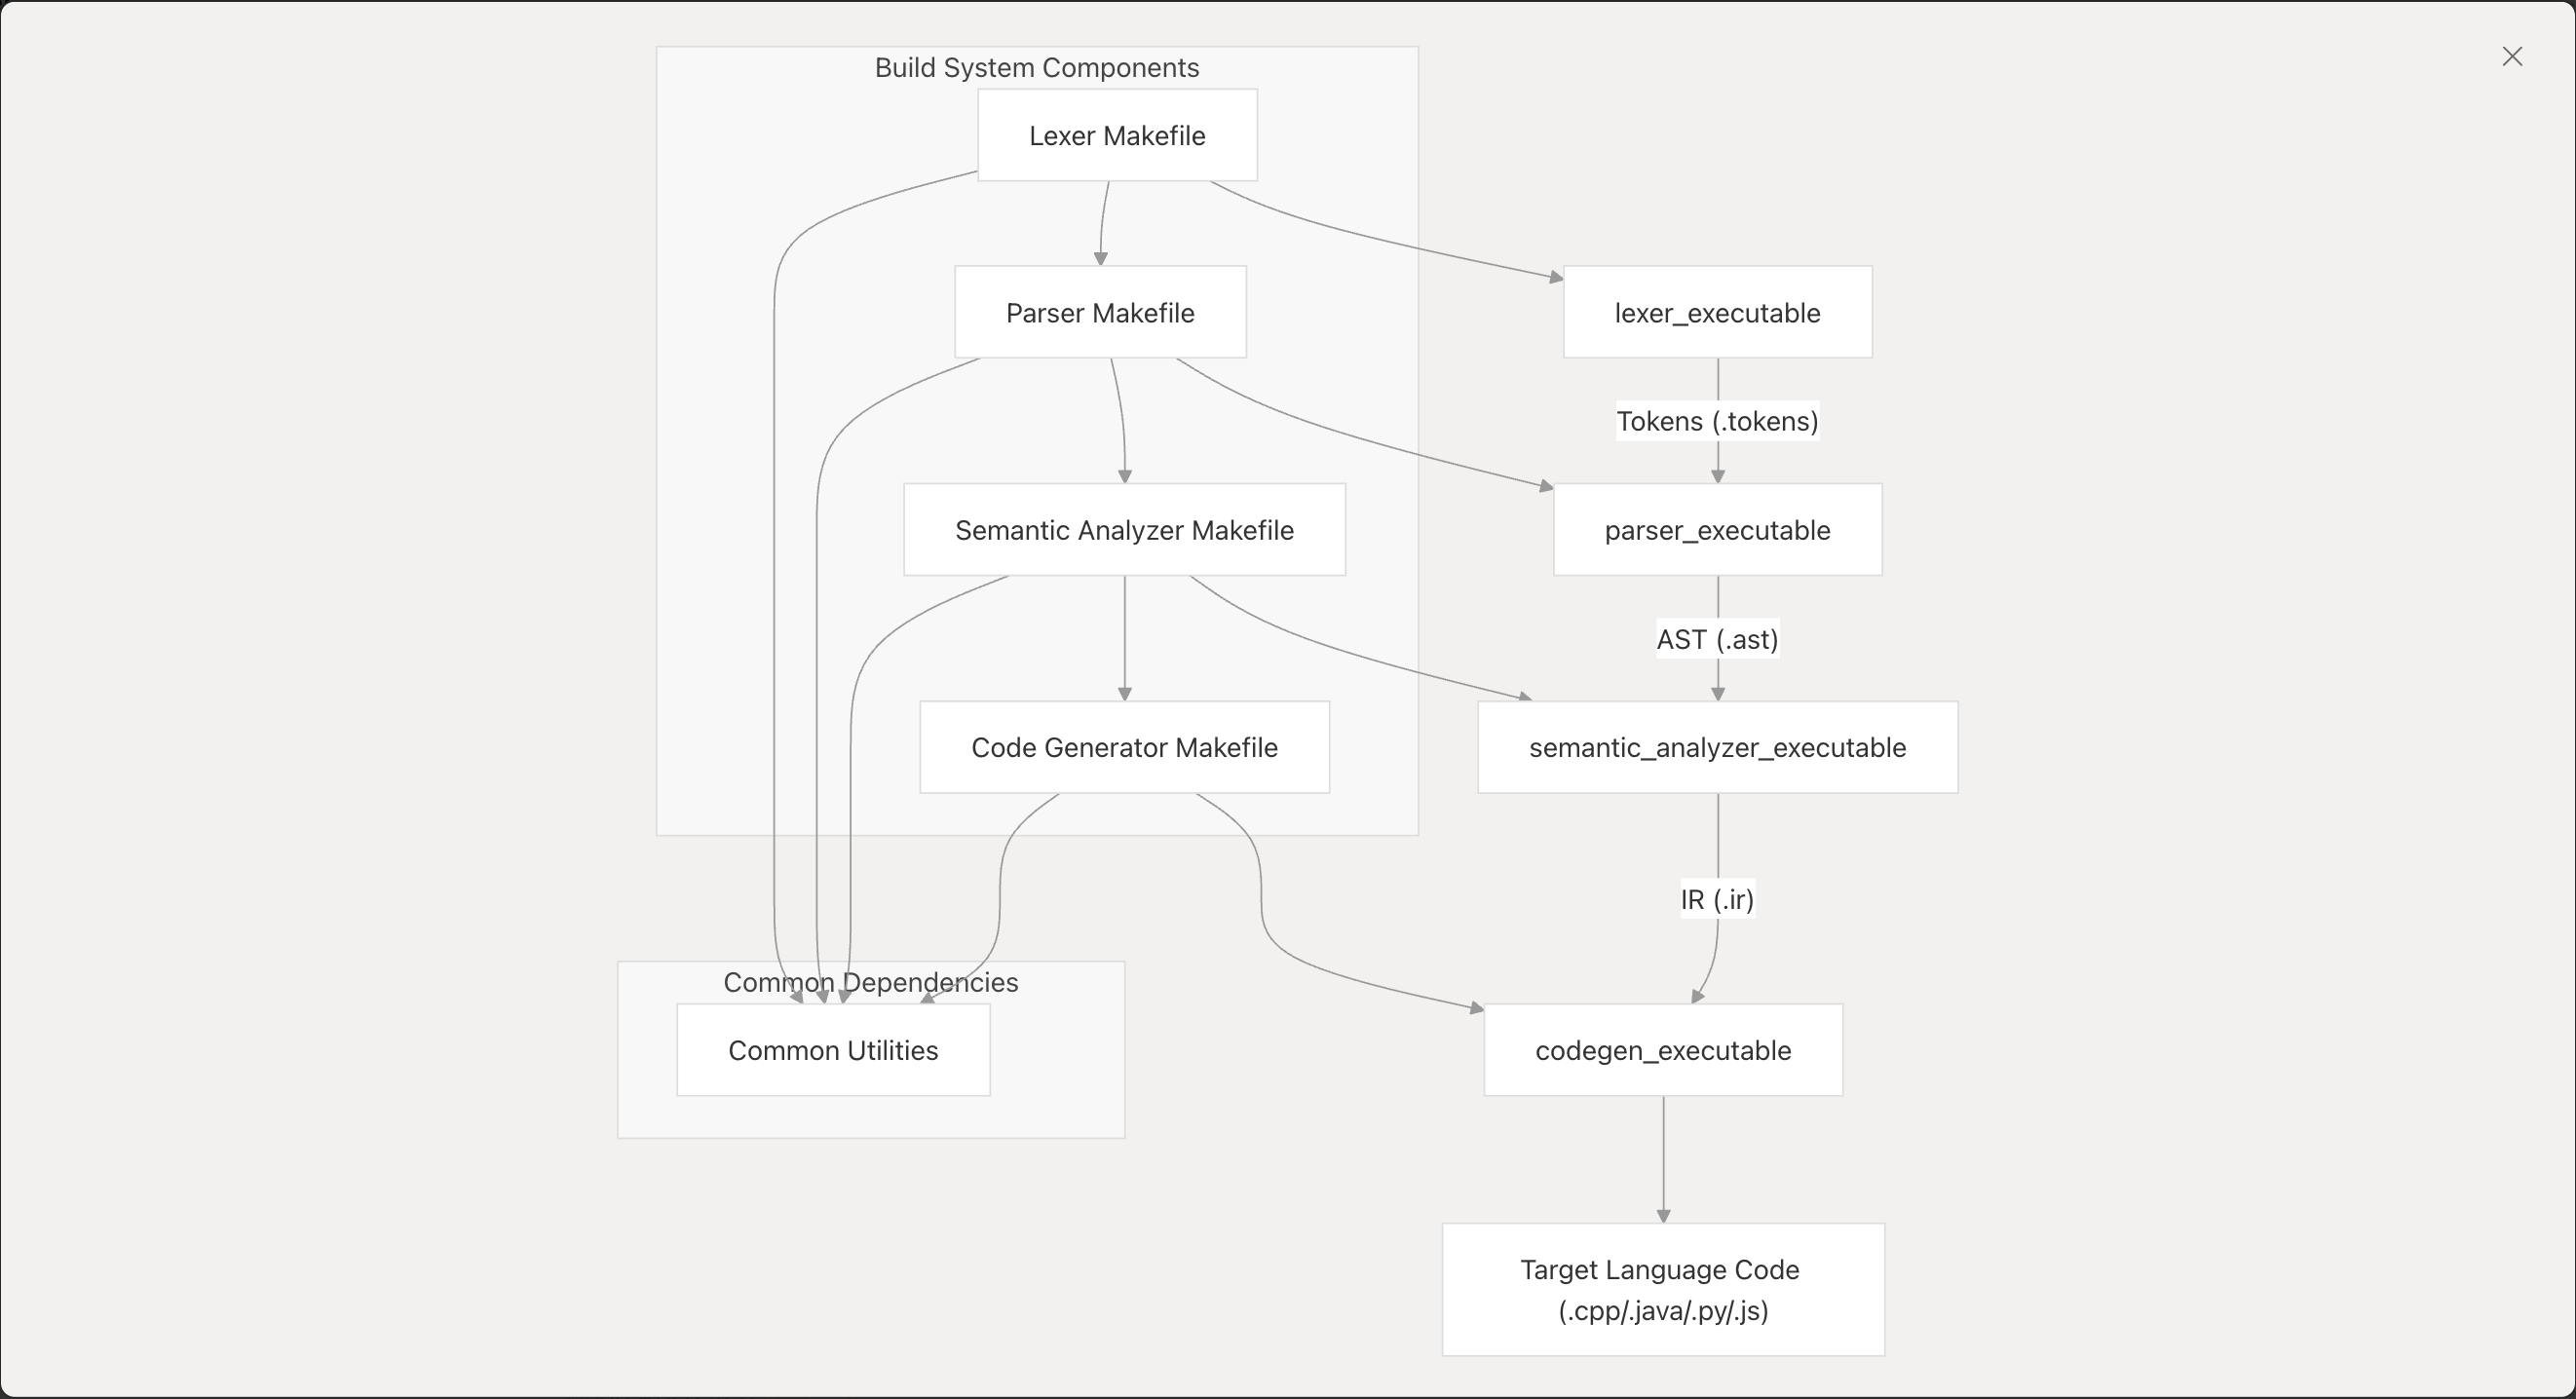 Build System Components
Lexer Makefile
Parser Makefile
lexer_executable
Tokens (.tokens)
Semantic Analyzer Makefile
parser_executable
AST (.ast)
Code Generator Makefile
semantic_analyzer_executable
IR (.ir)
Common Dependencies
Common Utilities
codegen_executable
Target Language Code
(.cpp/.java/.py/.js)